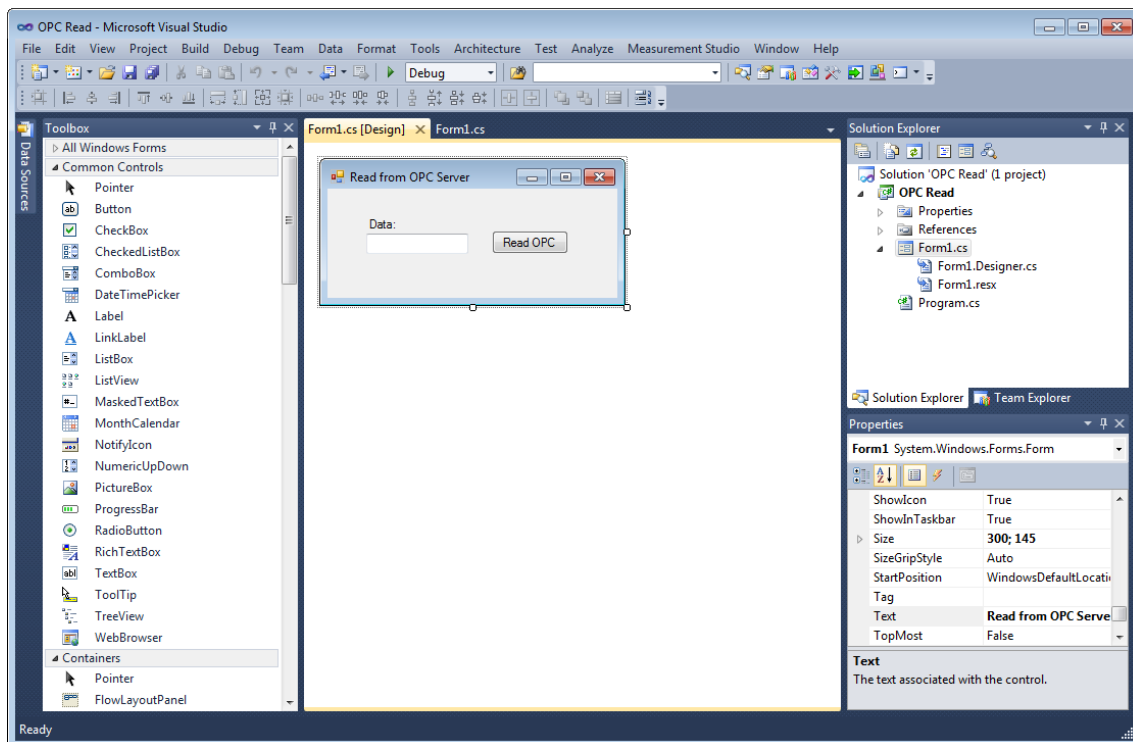 OPC Read - Microsoft Visual Studio
File Edit View Project Build Debug Team Data Format Tools Architecture Test Analyze Measurement Studio Window Help
Debug
Data Sources
Toolbox
All Windows Forms
Common Controls
Pointer
Button
CheckBox
CheckedListBox
ComboBox
DateTimePicker
Label
LinkLabel
ListBox
ListView
MaskedTextBox
MonthCalendar
NotifyIcon
NumericUpDown
PictureBox
ProgressBar
RadioButton
RichTextBox
TextBox
ToolTip
TreeView
WebBrowser
Containers
Pointer
FlowLayoutPanel
Form1.cs [Design] Form1.cs
Read from OPC Server
Data:
Read OPC
Solution Explorer
Solution 'OPC Read' (1 project)
OPC Read
Properties
References
Form1.cs
Form1.Designer.cs
Form1.resx
Program.cs
Solution Explorer Team Explorer
Properties
Form1 System.Windows.Forms.Form
ShowIcon True
ShowInTaskbar True
Size 300; 145
SizeGripStyle Auto
StartPosition WindowsDefaultLocati
Tag
Text Read from OPC Serve
TopMost False
Text
The text associated with the control.
Ready